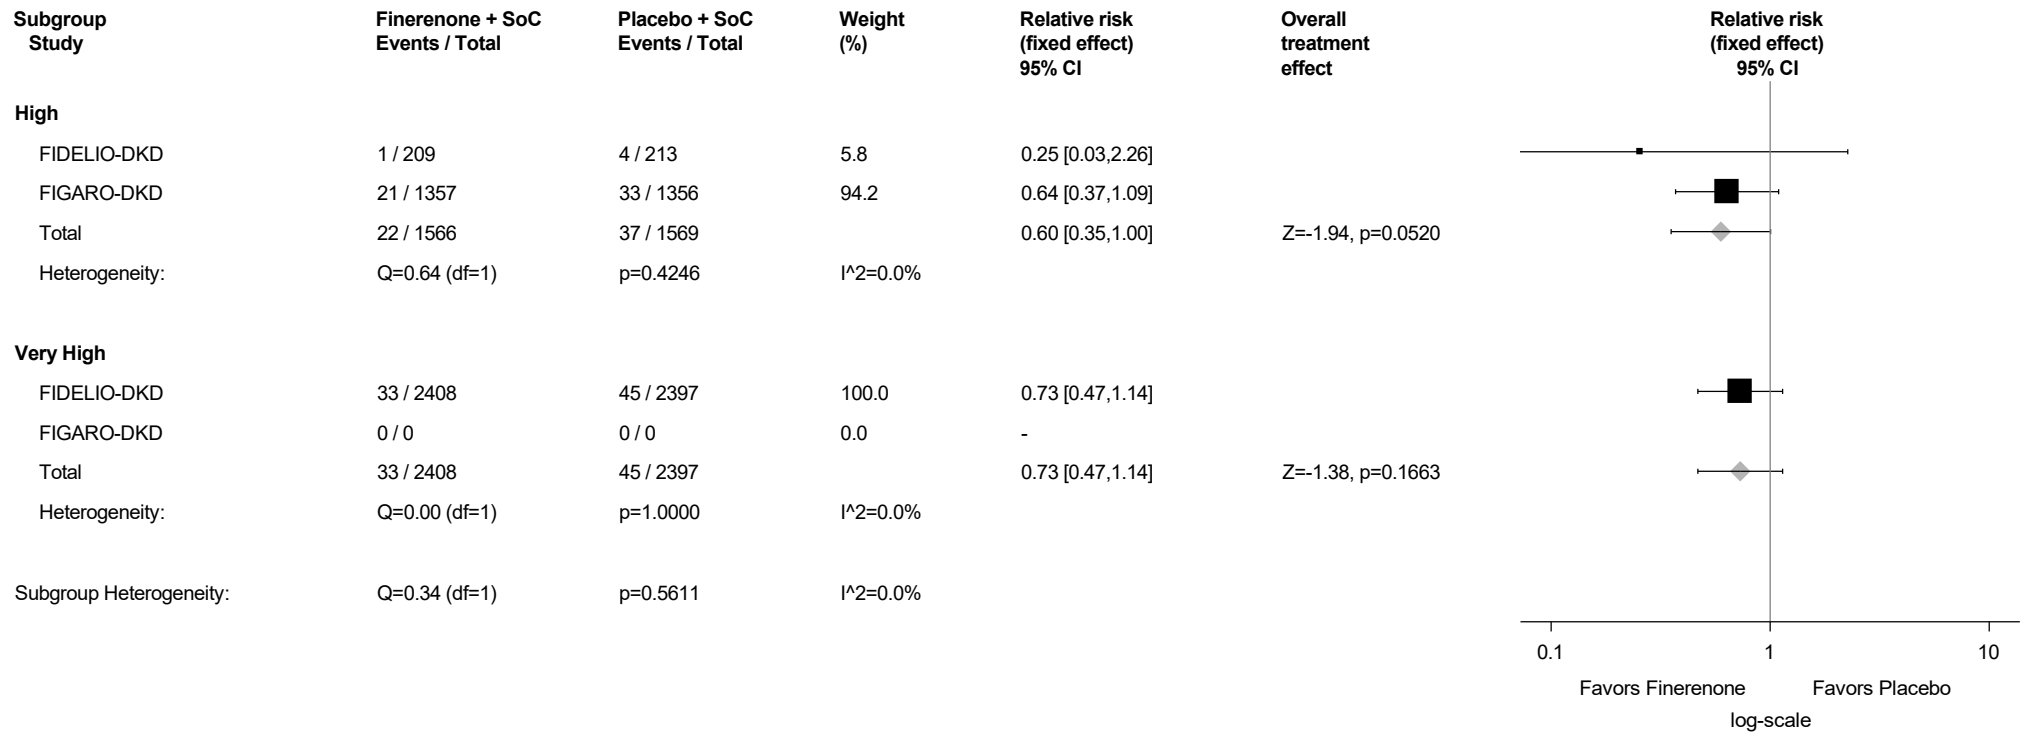 Subgroup Finerenone + SoC Placebo + SoC Weight Relative risk Overall Relative risk
Study Events / Total Events / Total (%) (fixed effect) treatment (fixed effect)
95% CI effect 95% CI
High
FIDELIO-DKD 1 / 209 4 / 213 5.8 0.25 [0.03,2.26]
FIGARO-DKD 21 / 1357 33 / 1356 94.2 0.64 [0.37,1.09]
Total 22 / 1566 37 / 1569 0.60 [0.35,1.00] Z=-1.94, p=0.0520
Heterogeneity: Q=0.64 (df=1) p=0.4246 I^2=0.0%
Very High
FIDELIO-DKD 33 / 2408 45 / 2397 100.0 0.73 [0.47,1.14]
FIGARO-DKD 0 / 0 0 / 0 0.0 -
Total 33 / 2408 45 / 2397 0.73 [0.47,1.14] Z=-1.38, p=0.1663
Heterogeneity: Q=0.00 (df=1) p=1.0000 I^2=0.0%
Subgroup Heterogeneity: Q=0.34 (df=1) p=0.5611 I^2=0.0%
0.1 1 10
Favors Finerenone Favors Placebo
log-scale